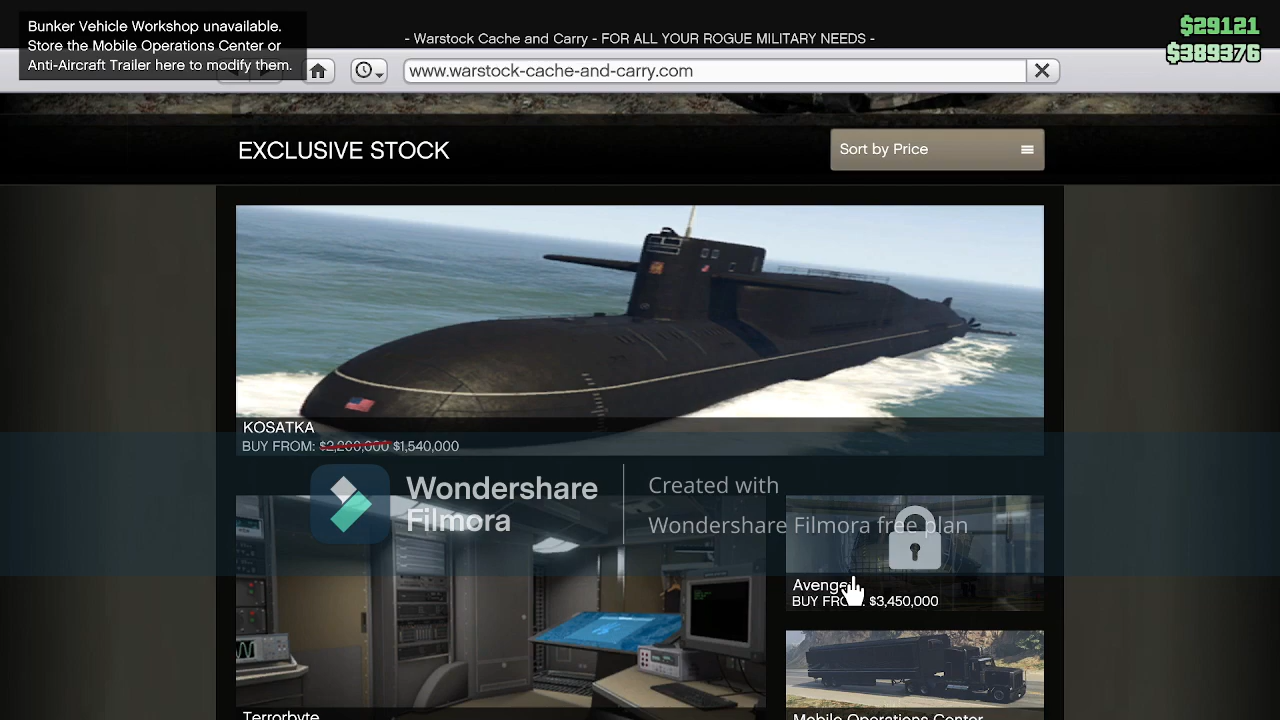 Bunker Vehicle Workshop unavailable.
Store the Mobile Operations Center or
Anti-Aircraft Trailer here to modify them.
- Warstock Cache and Carry - FOR ALL YOUR ROGUE MILITARY NEEDS -
$29121
$389376
www.warstock-cache-and-carry.com
EXCLUSIVE STOCK
Sort by Price
KOSATKA
BUY FROM: $2,200,000 $1,540,000
Wondershare
Filmora
Created with
Wondershare Filmora free plan
Avenger
BUY FROM: $3,450,000
Terrorbyte
Mobile Operations Center